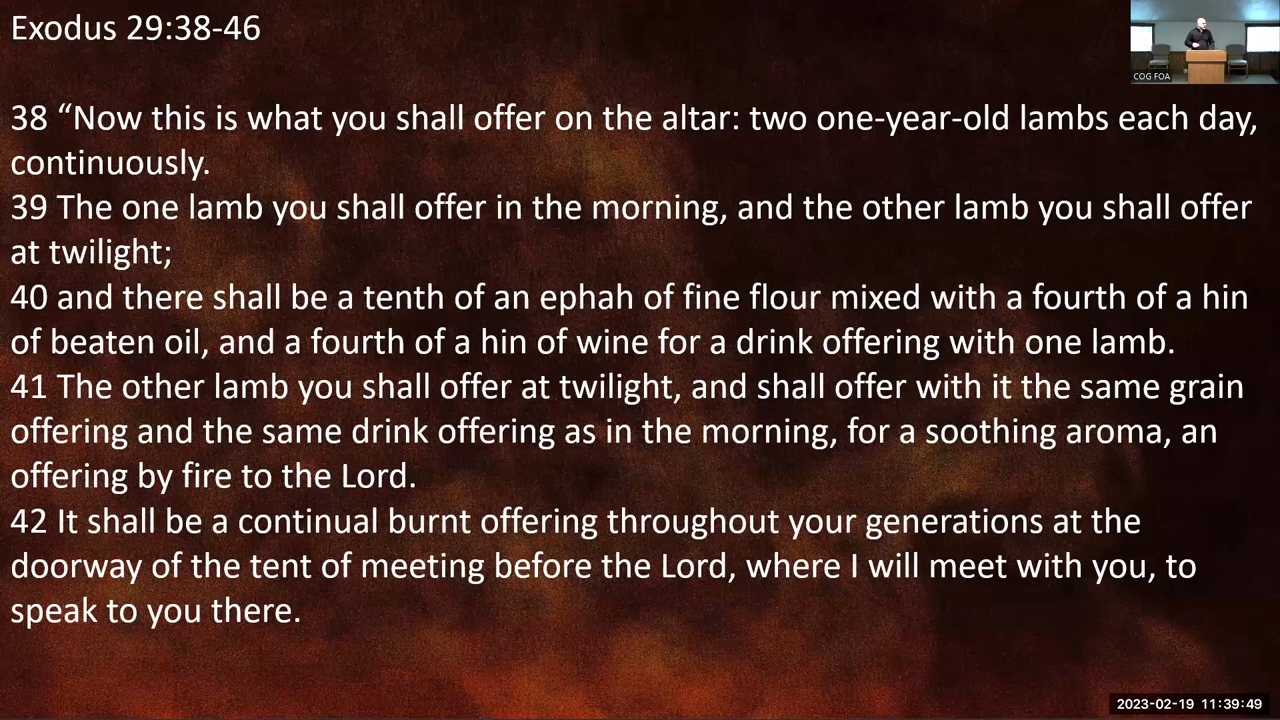 Exodus 29:38-46
COG FOA
38 “Now this is what you shall offer on the altar: two one-year-old lambs each day,
continuously.
39 The one lamb you shall offer in the morning, and the other lamb you shall offer
at twilight;
40 and there shall be a tenth of an ephah of fine flour mixed with a fourth of a hin
of beaten oil, and a fourth of a hin of wine for a drink offering with one lamb.
41 The other lamb you shall offer at twilight, and shall offer with it the same grain
offering and the same drink offering as in the morning, for a soothing aroma, an
offering by fire to the Lord.
42 It shall be a continual burnt offering throughout your generations at the
doorway of the tent of meeting before the Lord, where I will meet with you, to
speak to you there.
2023-02-19 11:39:49